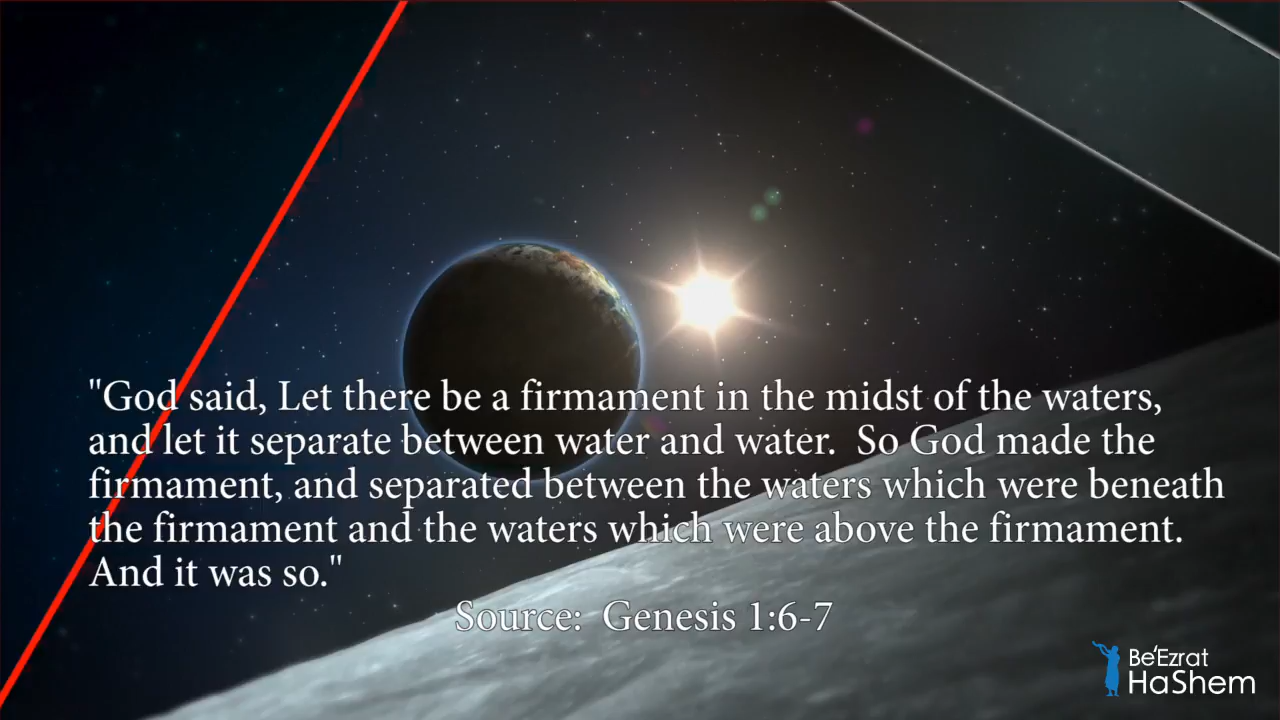 "God said, Let there be a firmament in the midst of the waters,
and let it separate between water and water.  So God made the
firmament, and separated between the waters which were beneath
the firmament and the waters which were above the firmament.
And it was so."
Source:  Genesis 1:6-7
Be'Ezrat
HaShem